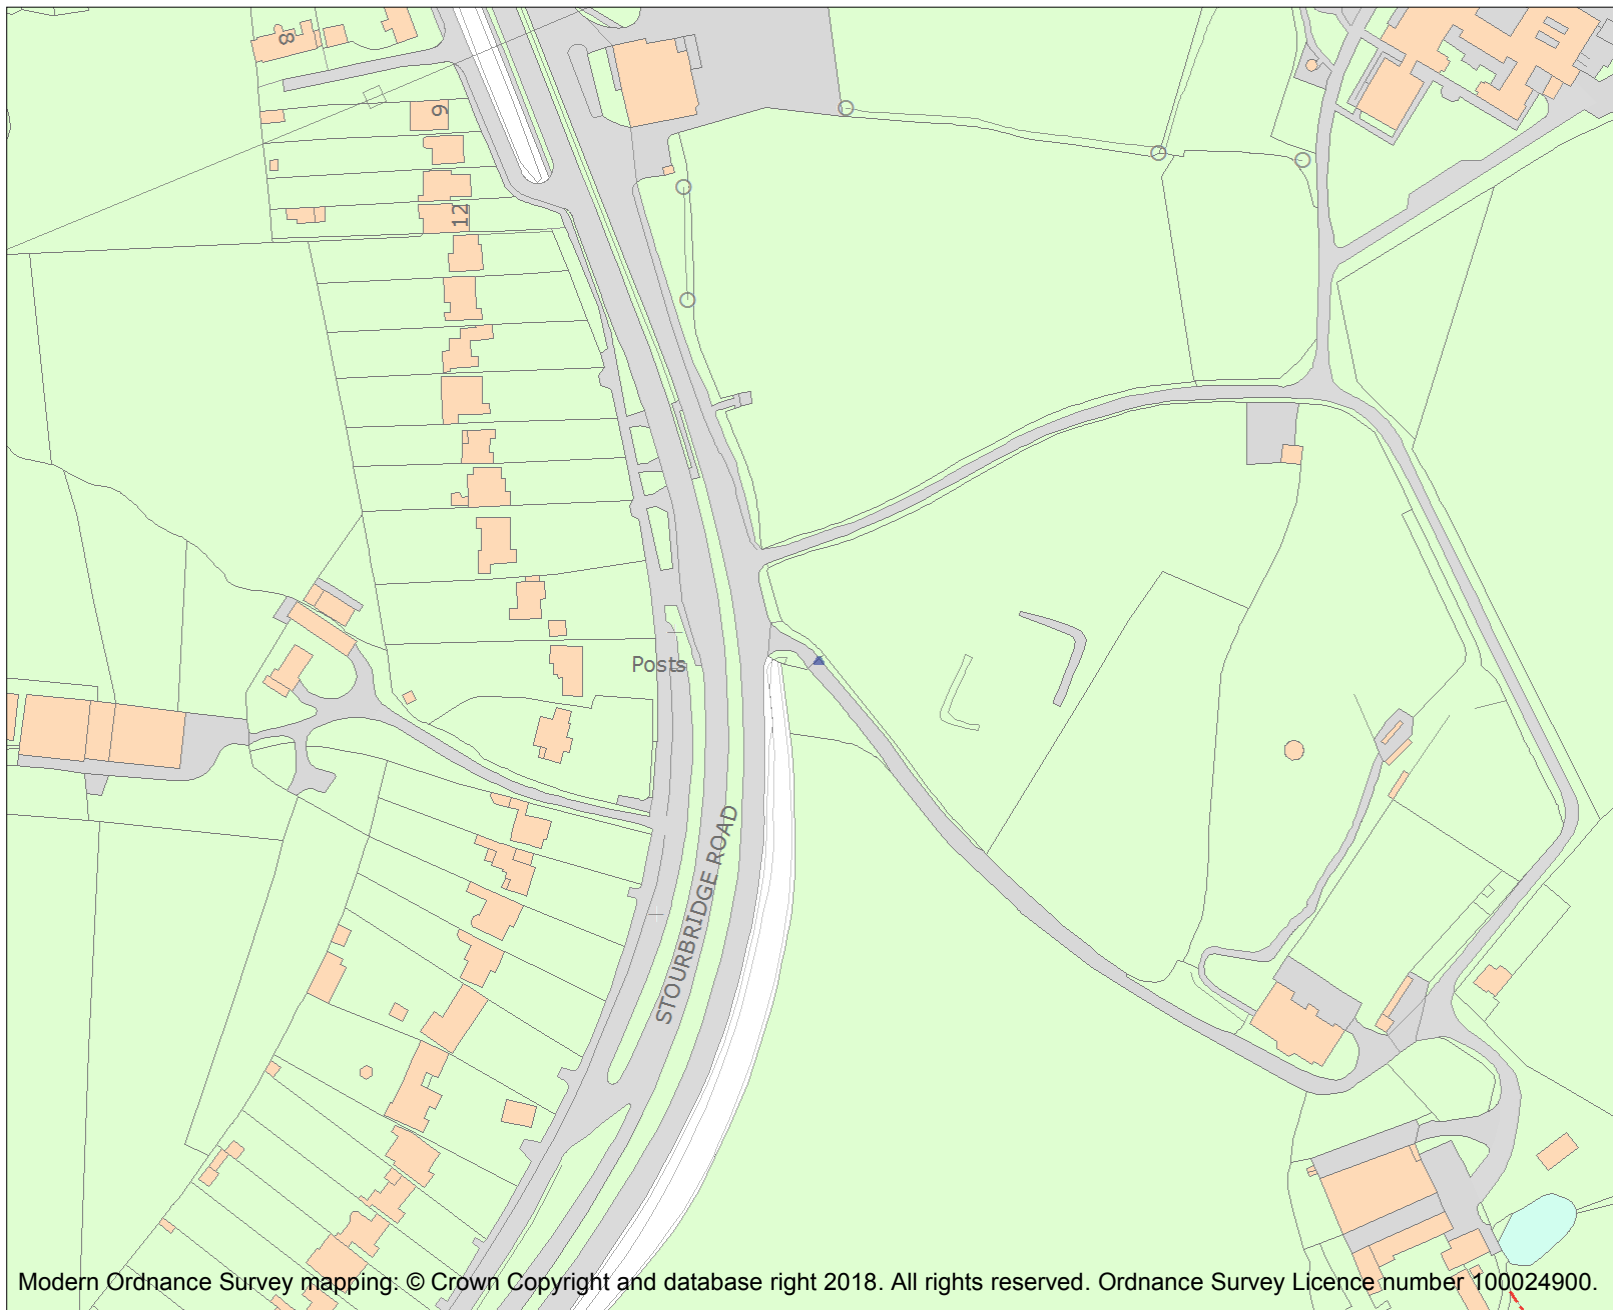 8
9
12
Posts
STOURBRIDGE ROAD
Modern Ordnance Survey mapping: © Crown Copyright and database right 2018. All rights reserved. Ordnance Survey Licence number 100024900.